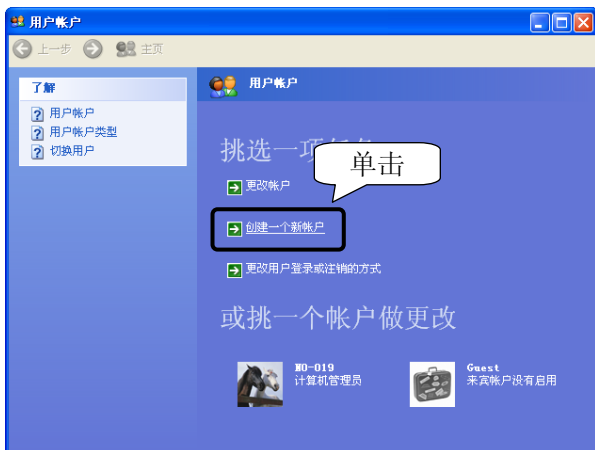 用户帐户
上一步 主页
了解
用户帐户
用户帐户类型
切换用户
用户帐户
挑选一项
单击
更改帐户
创建一个新帐户
更改用户登录或注销的方式
或挑一个帐户做更改
NO-019
计算机管理员
Guest
来宾帐户没有启用